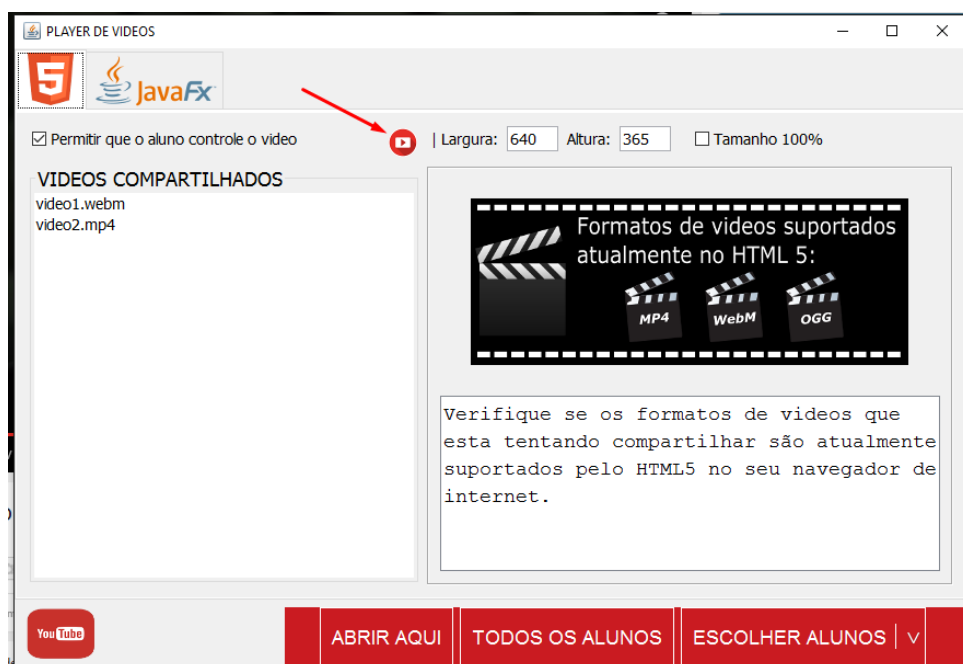 PLAYER DE VIDEOS
5
JavaFx
Permitir que o aluno controle o video
| Largura: 640 Altura: 365 Tamanho 100%
VIDEOS COMPARTILHADOS
video1.webm
video2.mp4
Formatos de videos suportados
atualmente no HTML 5:
MP4 WebM OGG
Verifique se os formatos de videos que
esta tentando compartilhar são atualmente
suportados pelo HTML5 no seu navegador de
internet.
You Tube
ABRIR AQUI TODOS OS ALUNOS ESCOLHER ALUNOS | V